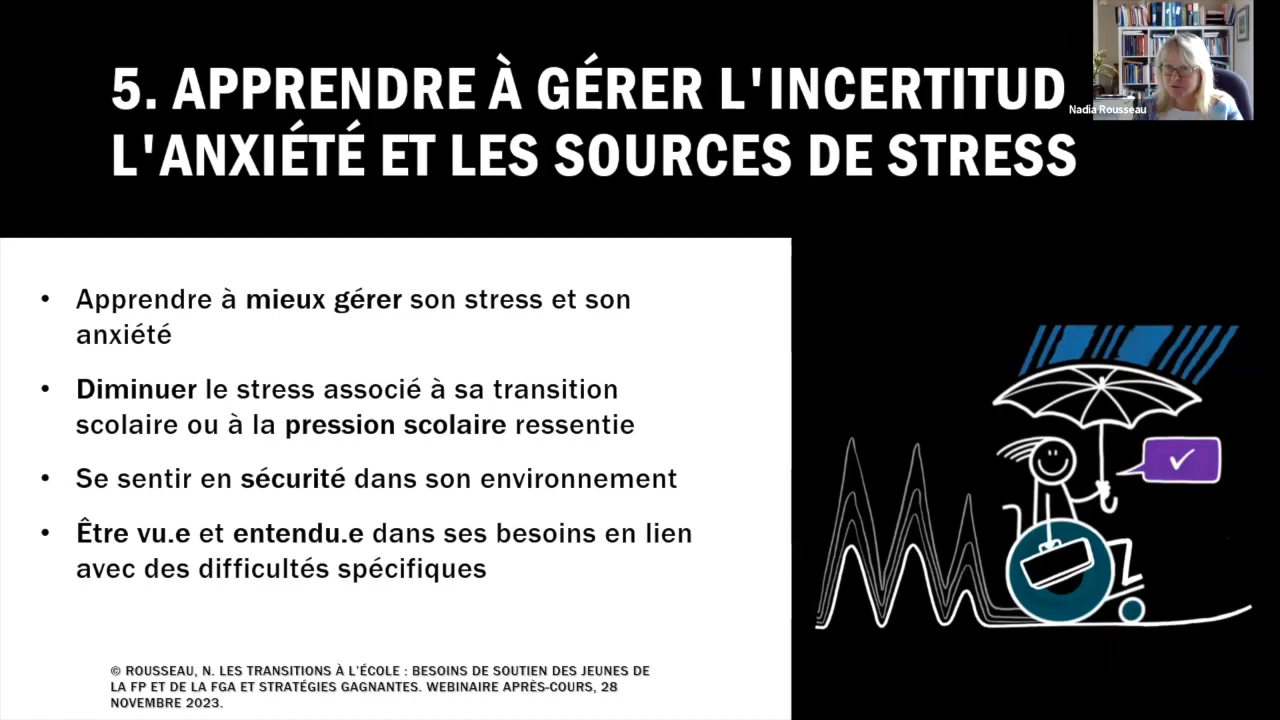 5. APPRENDRE À GÉRER L'INCERTITUD
L'ANXIÉTÉ ET LES SOURCES DE STRESS
Nadia Rousseau
• Apprendre à mieux gérer son stress et son
anxiété
• Diminuer le stress associé à sa transition
scolaire ou à la pression scolaire ressentie
• Se sentir en sécurité dans son environnement
• Être vu.e et entendu.e dans ses besoins en lien
avec des difficultés spécifiques
© ROUSSEAU, N. LES TRANSITIONS À L'ÉCOLE : BESOINS DE SOUTIEN DES JEUNES DE
LA FP ET DE LA FGA ET STRATÉGIES GAGNANTES. WEBINAIRE APRÈS-COURS, 28
NOVEMBRE 2023.